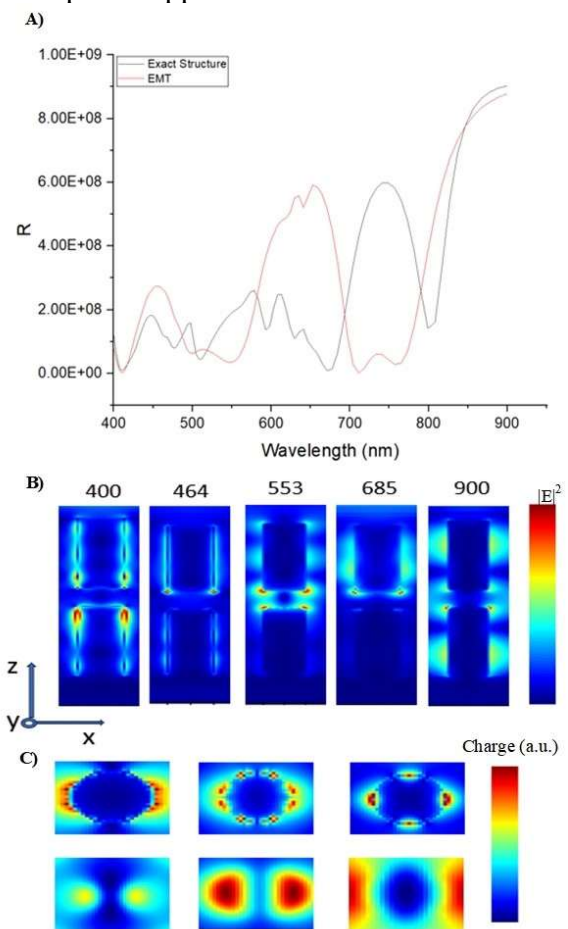 A)
1.00E+09
8.00E+08
6.00E+08
4.00E+08
2.00E+08
0.00E+00
R
Exact Structure
EMT
400 500 600 700 800 900
Wavelength (nm)
B)
400 464 553 685 900
|E|²
z
y
x
C)
Charge (a.u.)